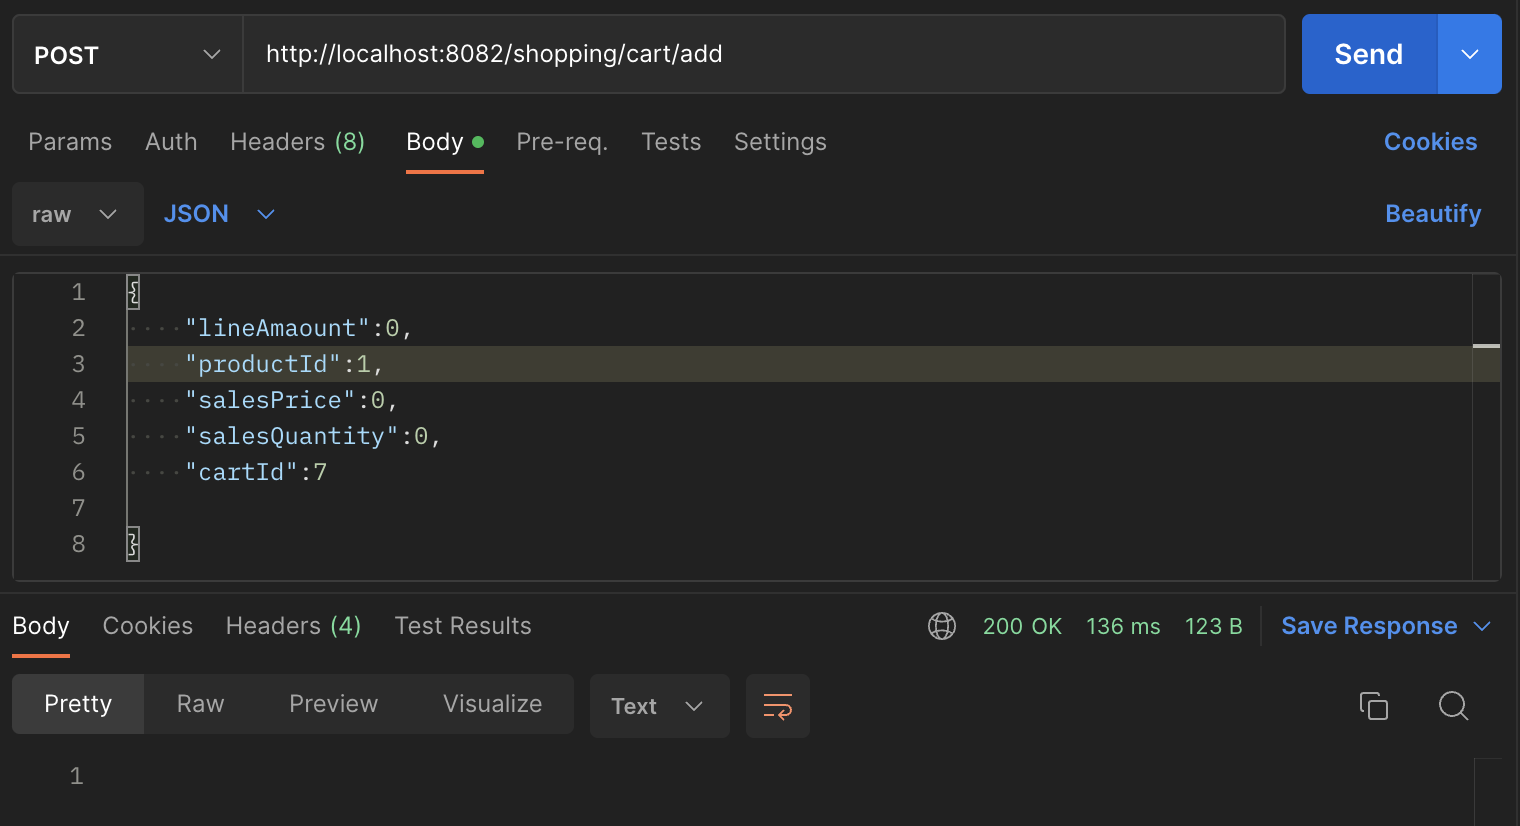 POST http://localhost:8082/shopping/cart/add Send
Params Auth Headers (8) Body Pre-req. Tests Settings Cookies
raw JSON Beautify
1 {
2 "lineAmaount":0,
3 "productId":1,
4 "salesPrice":0,
5 "salesQuantity":0,
6 "cartId":7
7
8 }
Body Cookies Headers (4) Test Results 200 OK 136 ms 123 B Save Response
Pretty Raw Preview Visualize Text
1